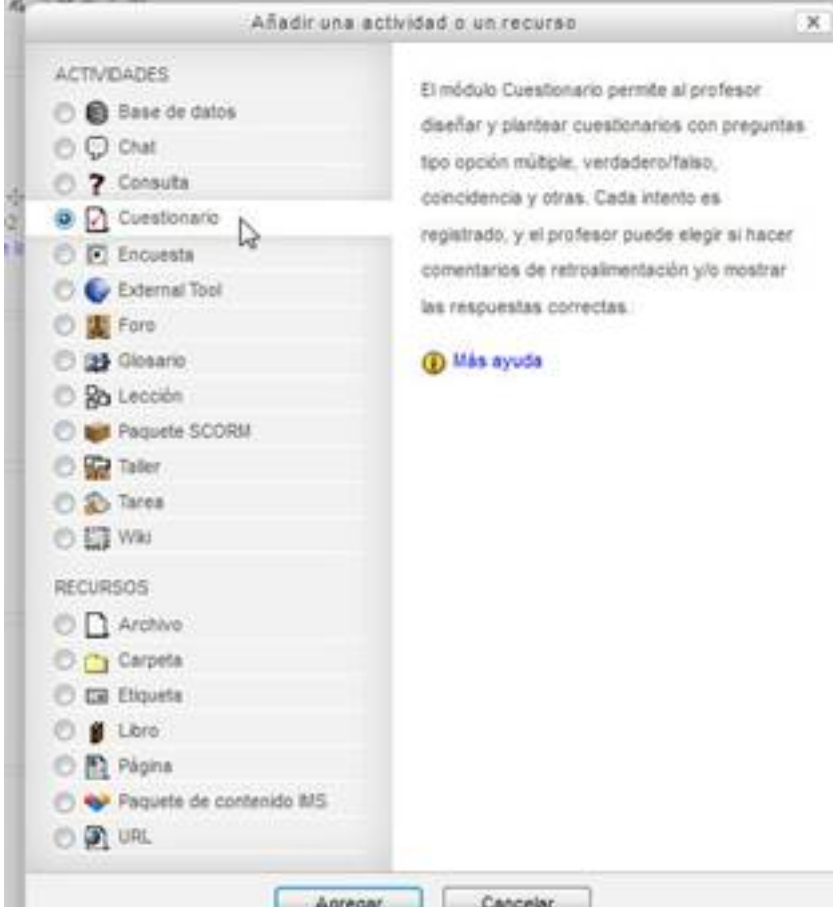 Añadir una actividad o un recurso
ACTIVIDADES
Base de datos
Chat
Consulta
Cuestionario
Encuesta
External Tool
Foro
Glosario
Lección
Paquete SCORM
Taller
Tarea
Wiki
RECURSOS
Archivo
Carpeta
Etiqueta
Libro
Página
Paquete de contenido IMS
URL
El módulo Cuestionario permite al profesor
diseñar y plantear cuestionarios con preguntas
tipo opción múltiple, verdadero/falso,
coincidencia y otras. Cada intento es
registrado, y el profesor puede elegir si hacer
comentarios de retroalimentación y/o mostrar
las respuestas correctas.:
Más ayuda
Agregar
Cancelar